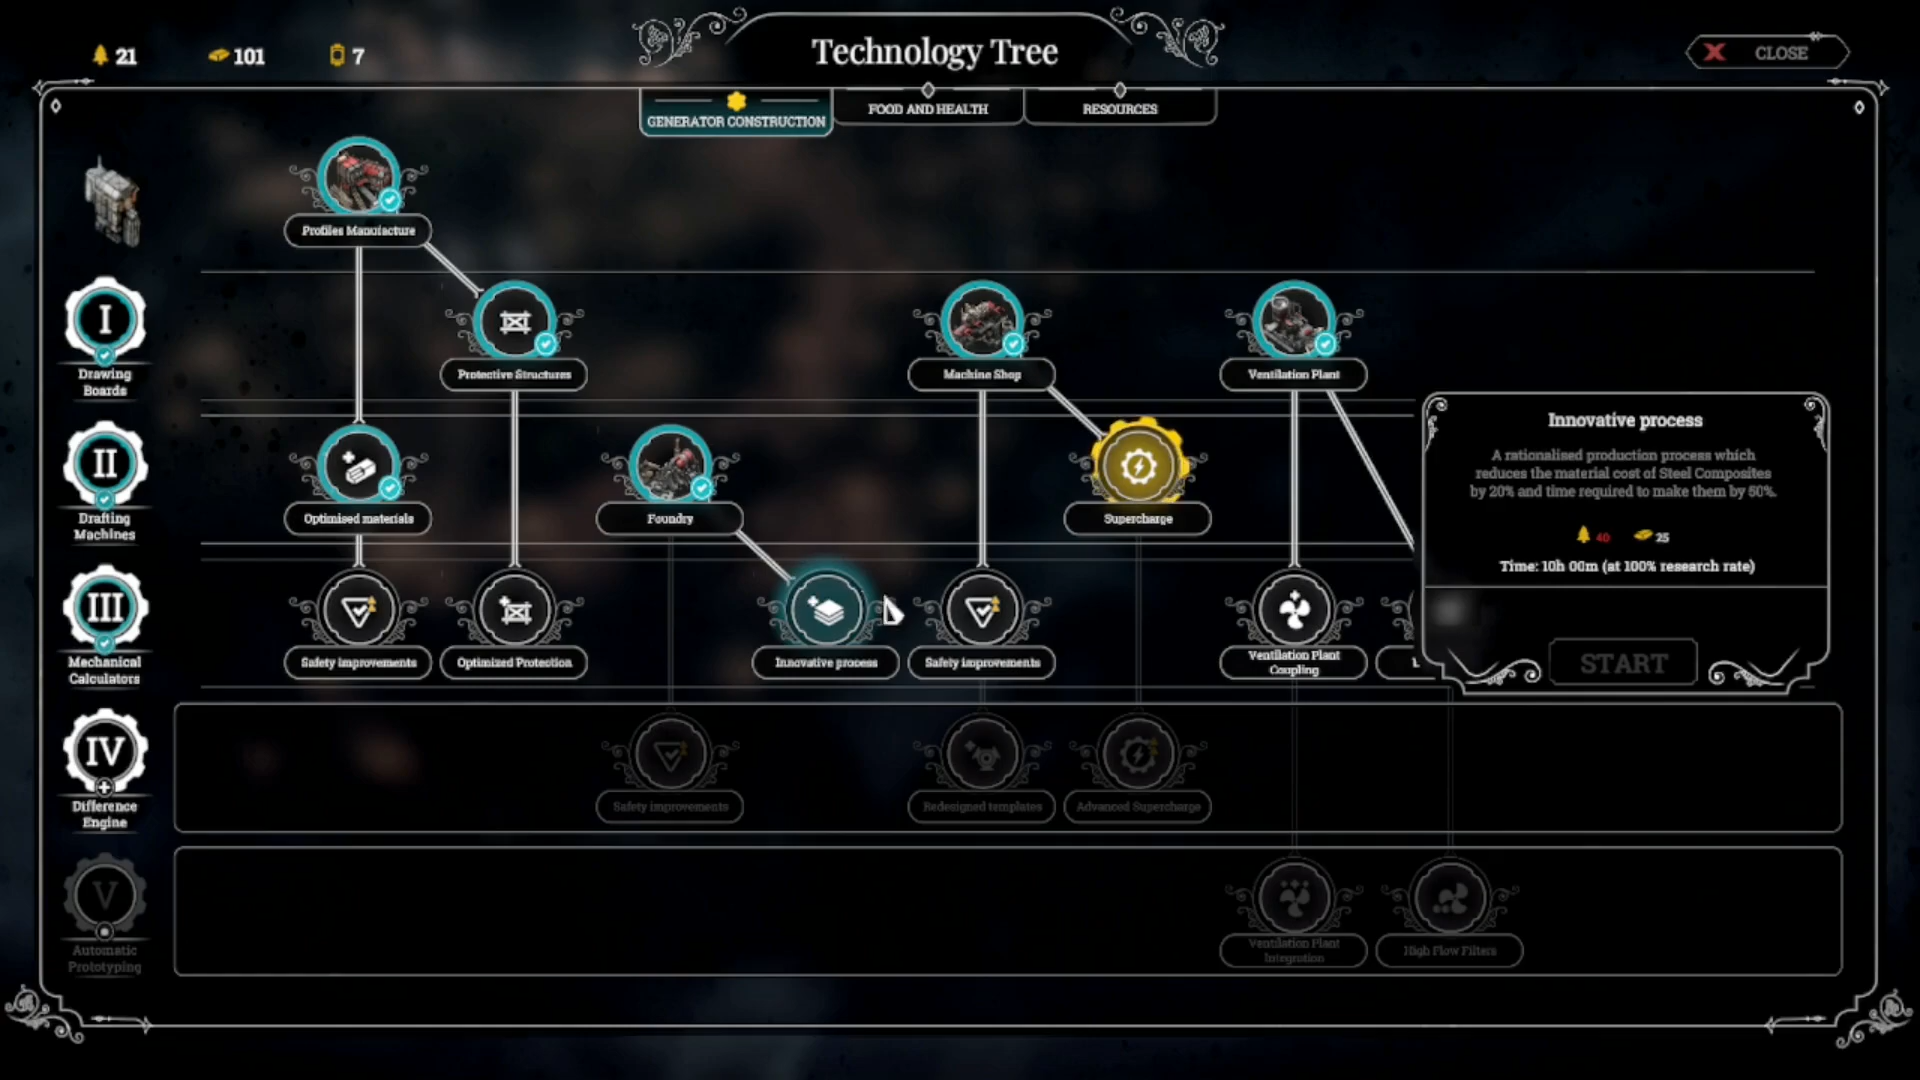 21 101 7
Technology Tree
CLOSE
GENERATOR CONSTRUCTION
FOOD AND HEALTH
RESOURCES
Profiles Manufacture
I
Drawing
Boards
Protective Structures
Machine Shop
Ventilation Plant
II
Drafting
Machines
Optimised materials
Foundry
Supercharge
III
Mechanical
Calculators
Safety improvements
Optimized Protection
Innovative process
Safety improvements
Ventilation Plant
Coupling
Innovative process
A rationalised production process which
reduces the material cost of Steel Composites
by 20% and time required to make them by 50%.
40 25
Time: 10h 00m (at 100% research rate)
START
IV
Difference
Engine
Safety improvements
Redesigned templates
Advanced Supercharge
V
Automatic
Prototyping
Ventilation Plant
Integration
High Flow Filters